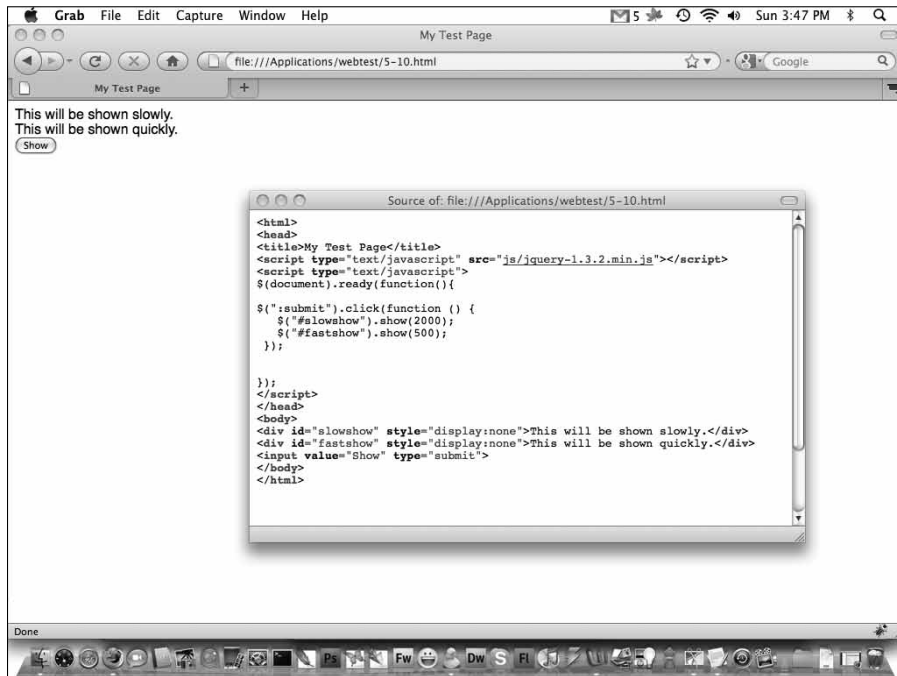 Grab File Edit Capture Window Help 5 Sun 3:47 PM
My Test Page
file:///Applications/webtest/5-10.html Google
My Test Page +
This will be shown slowly.
This will be shown quickly.
Show
Source of: file:///Applications/webtest/5-10.html
<html>
<head>
<title>My Test Page</title>
<script type="text/javascript" src="js/jquery-1.3.2.min.js"></script>
<script type="text/javascript">
$(document).ready(function(){
$(":submit").click(function () {
$("#slowshow").show(2000);
$("#fastshow").show(500);
});
});
</script>
</head>
<body>
<div id="slowshow" style="display:none">This will be shown slowly.</div>
<div id="fastshow" style="display:none">This will be shown quickly.</div>
<input value="Show" type="submit">
</body>
</html>
Done
Ps Fw Dw S Fl